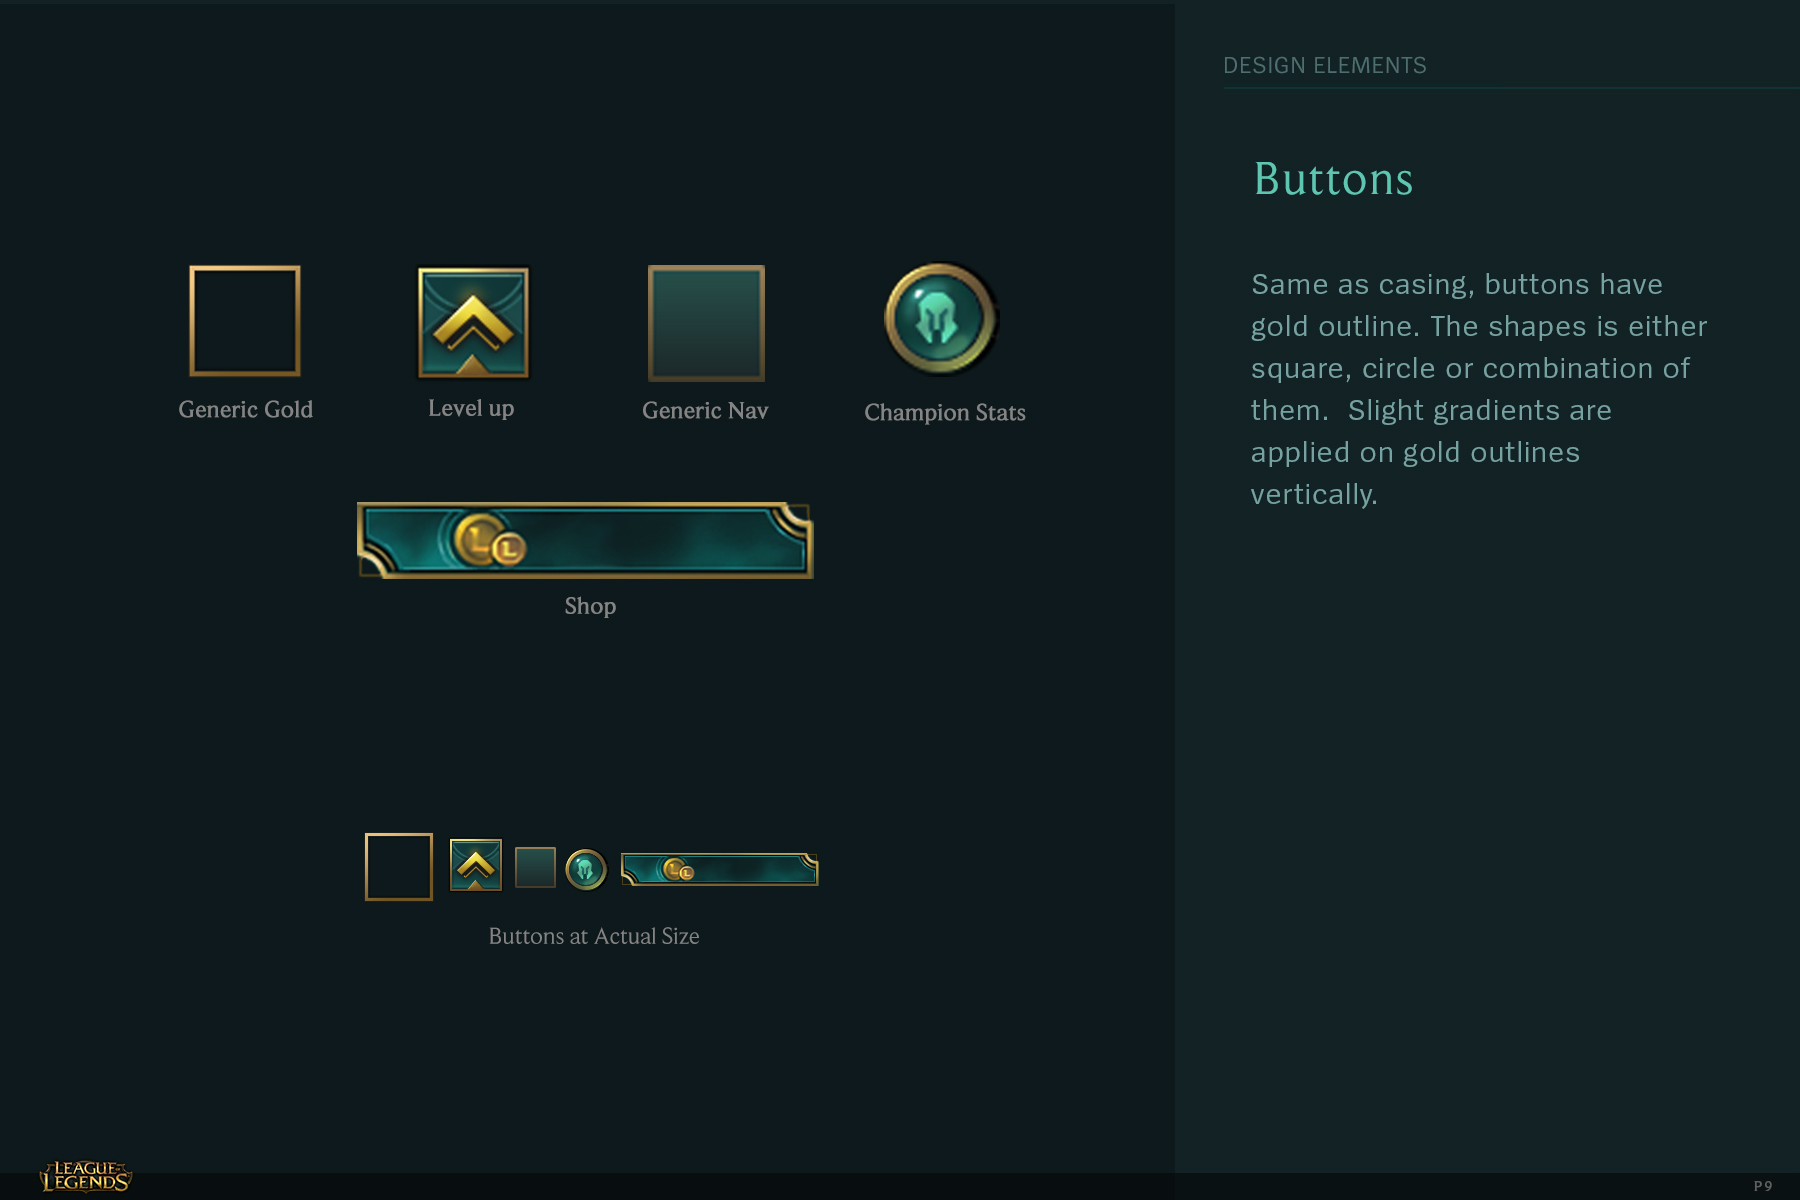 DESIGN ELEMENTS
Buttons
Same as casing, buttons have
gold outline. The shapes is either
square, circle or combination of
them.  Slight gradients are
applied on gold outlines
vertically.
Generic Gold
Level up
Generic Nav
Champion Stats
L L
Shop
L L
Buttons at Actual Size
LEAGUE OF
LEGENDS
P9